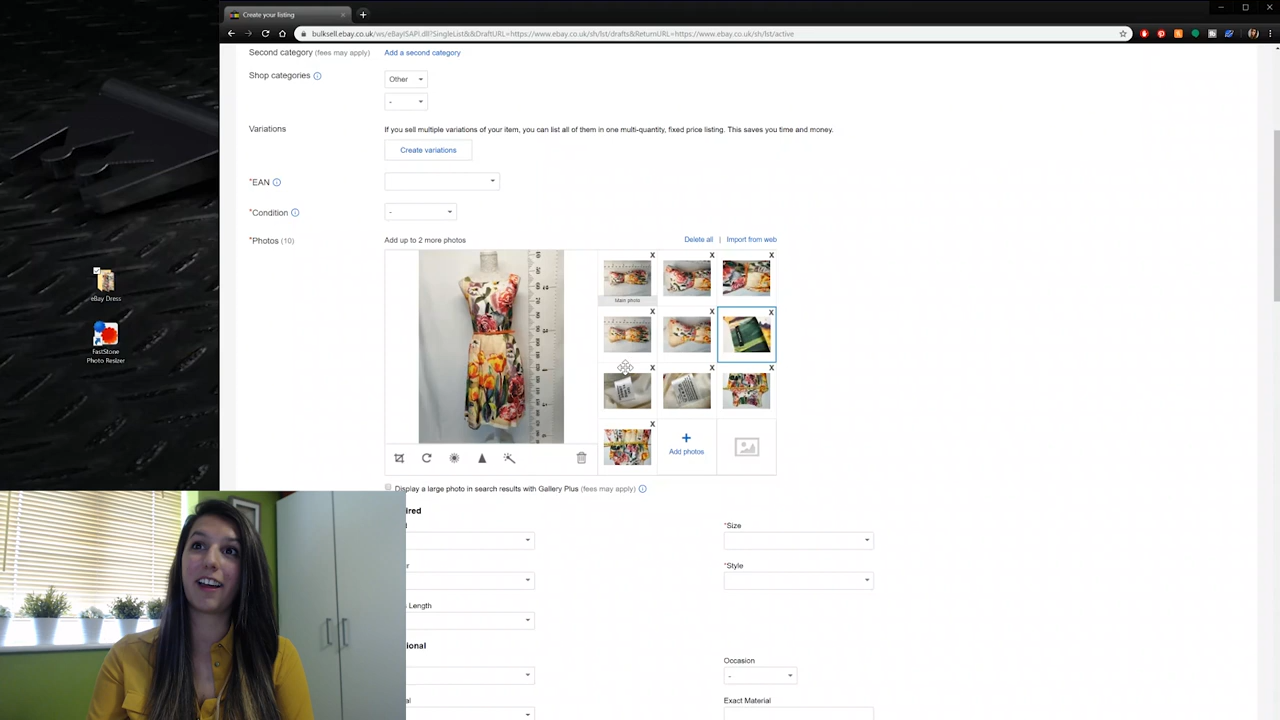 Create your listing
bulksell.ebay.co.uk/ws/eBayISAPI.dll?SingleList&&DraftURL=https://www.ebay.co.uk/sh/lst/drafts&ReturnURL=https://www.ebay.co.uk/sh/lst/active
Second category (fees may apply) Add a second category
Shop categories Other
-
Variations If you sell multiple variations of your item, you can list all of them in one multi-quantity, fixed price listing. This saves you time and money.
Create variations
*EAN
*Condition -
*Photos (10) Add up to 2 more photos Delete all | Import from web
Main photo
Add photos
eBay Dress
FastStone
Photo Resizer
Display a large photo in search results with Gallery Plus (fees may apply)
*Size
*Style
Length
Occasion
-
Exact Material